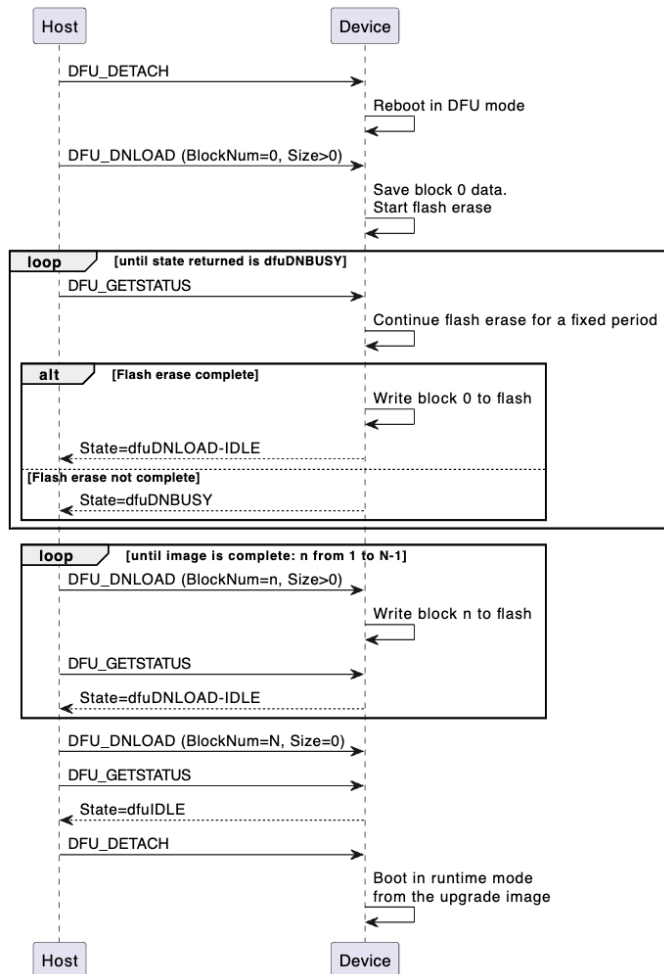 Host
Device
DFU_DETACH
Reboot in DFU mode
DFU_DNLOAD (BlockNum=0, Size>0)
Save block 0 data.
Start flash erase
loop
[until state returned is dfuDNBUSY]
DFU_GETSTATUS
Continue flash erase for a fixed period
alt
[Flash erase complete]
Write block 0 to flash
State=dfuDNLOAD-IDLE
[Flash erase not complete]
State=dfuDNBUSY
loop
[until image is complete: n from 1 to N-1]
DFU_DNLOAD (BlockNum=n, Size>0)
Write block n to flash
DFU_GETSTATUS
State=dfuDNLOAD-IDLE
DFU_DNLOAD (BlockNum=N, Size=0)
DFU_GETSTATUS
State=dfuIDLE
DFU_DETACH
Boot in runtime mode
from the upgrade image
Host
Device